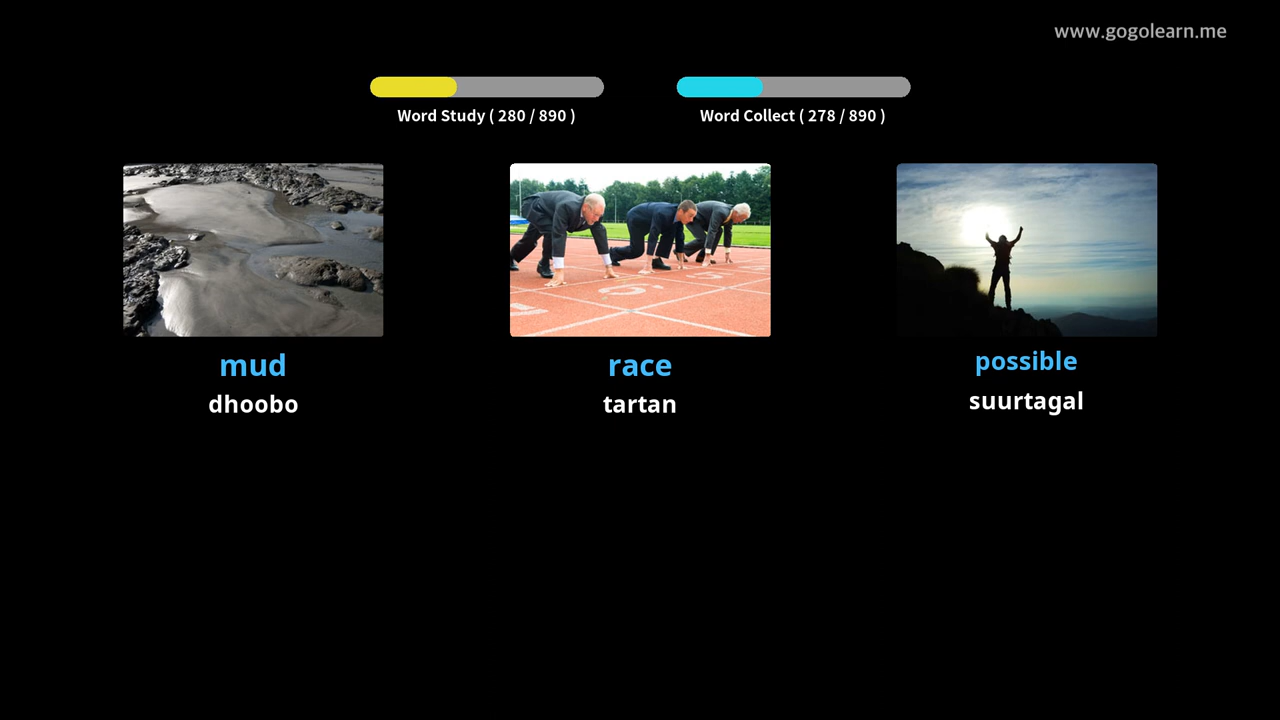 www.gogolearn.me
Word Study ( 280 / 890 )
Word Collect ( 278 / 890 )
mud
race
possible
dhoobo
tartan
suurtagal